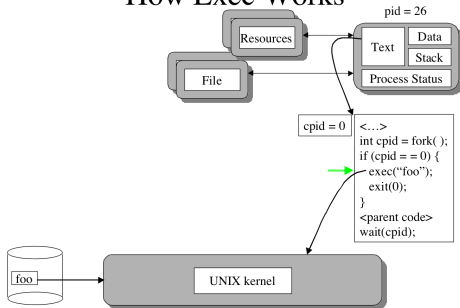 How Exec Works
pid = 26
Resources
Text
Data
Stack
Process Status
File
cpid = 0
<…>
int cpid = fork( );
if (cpid = = 0) {
exec(“foo”);
exit(0);
}
<parent code>
wait(cpid);
foo
UNIX kernel